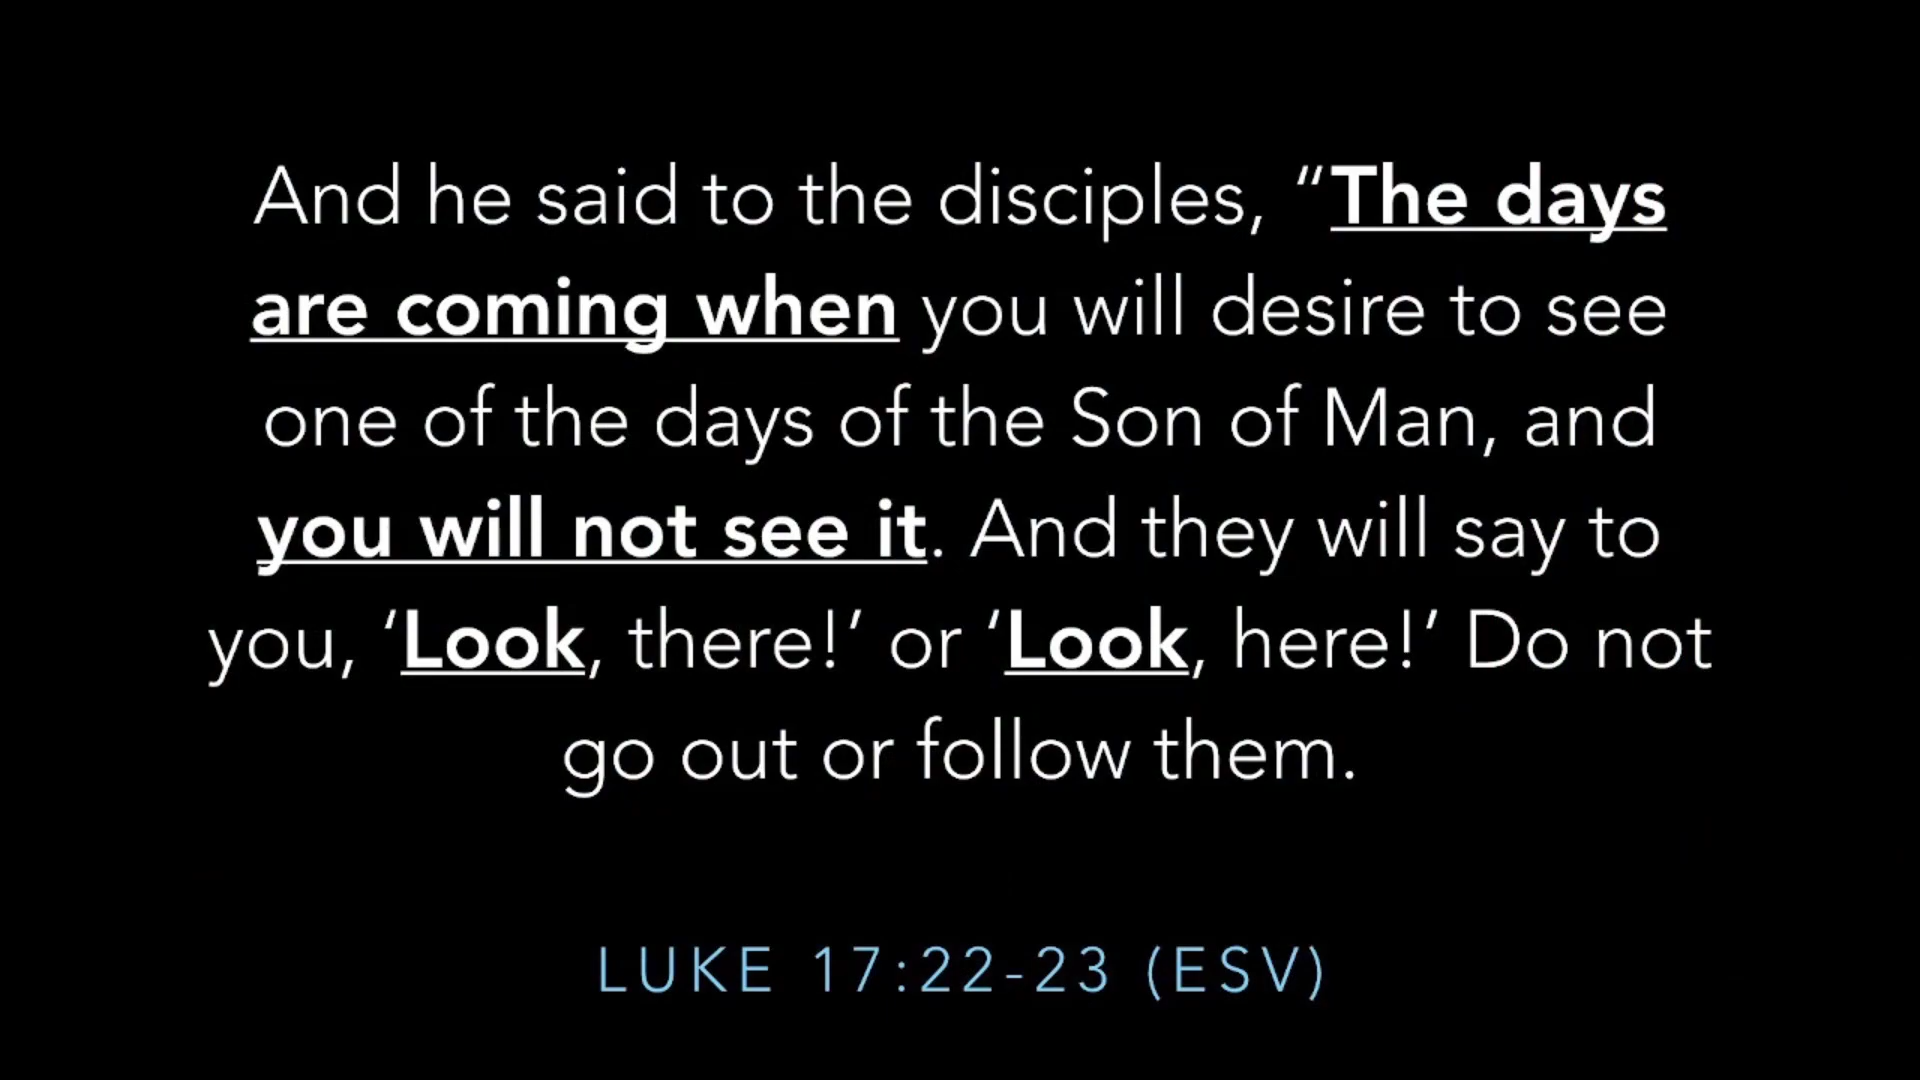 And he said to the disciples, “The days
are coming when you will desire to see
one of the days of the Son of Man, and
you will not see it. And they will say to
you, ‘Look, there!’ or ‘Look, here!’ Do not
go out or follow them.
LUKE 17:22-23 (ESV)